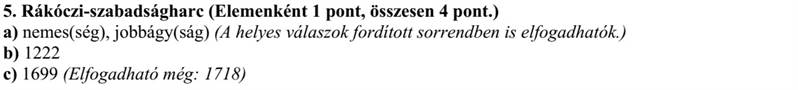 5. Rákóczi-szabadságharc (Elemenként 1 pont, összesen 4 pont.)
a) nemes(ség), jobbágy(ság) (A helyes válaszok fordított sorrendben is elfogadhatók.)
b) 1222
c) 1699 (Elfogadható még: 1718)